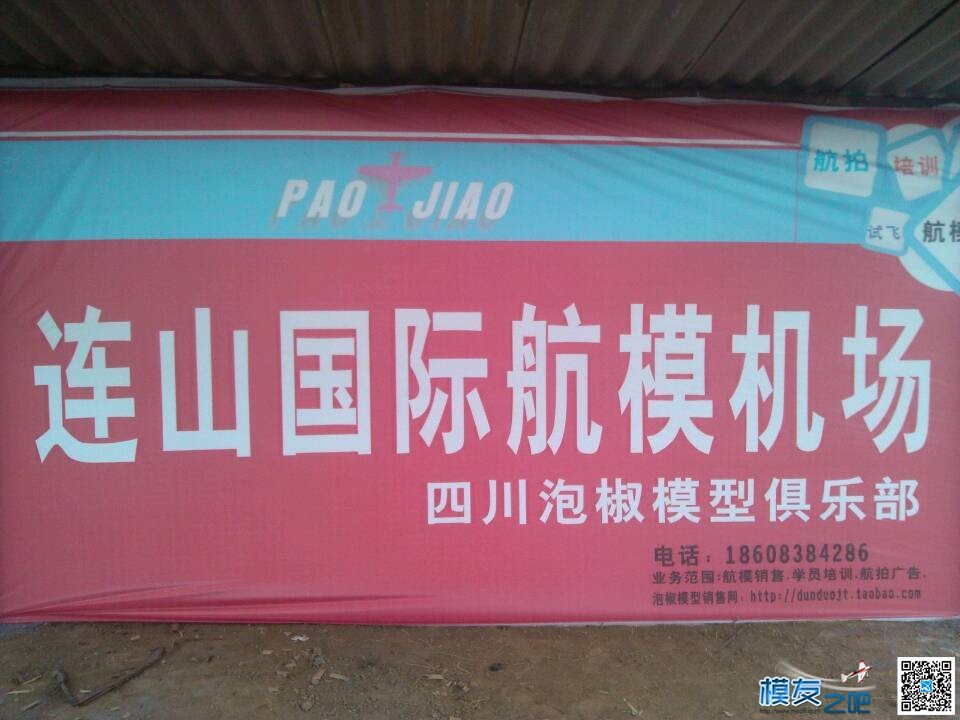 PAO JIAO
航拍 培训
试飞 航模
连山国际航模机场
四川泡椒模型俱乐部
电话：18608384286
业务范围:航模销售.学员培训.航拍广告.
泡椒模型销售网：http://duoduojt.taobao.com
模友之吧